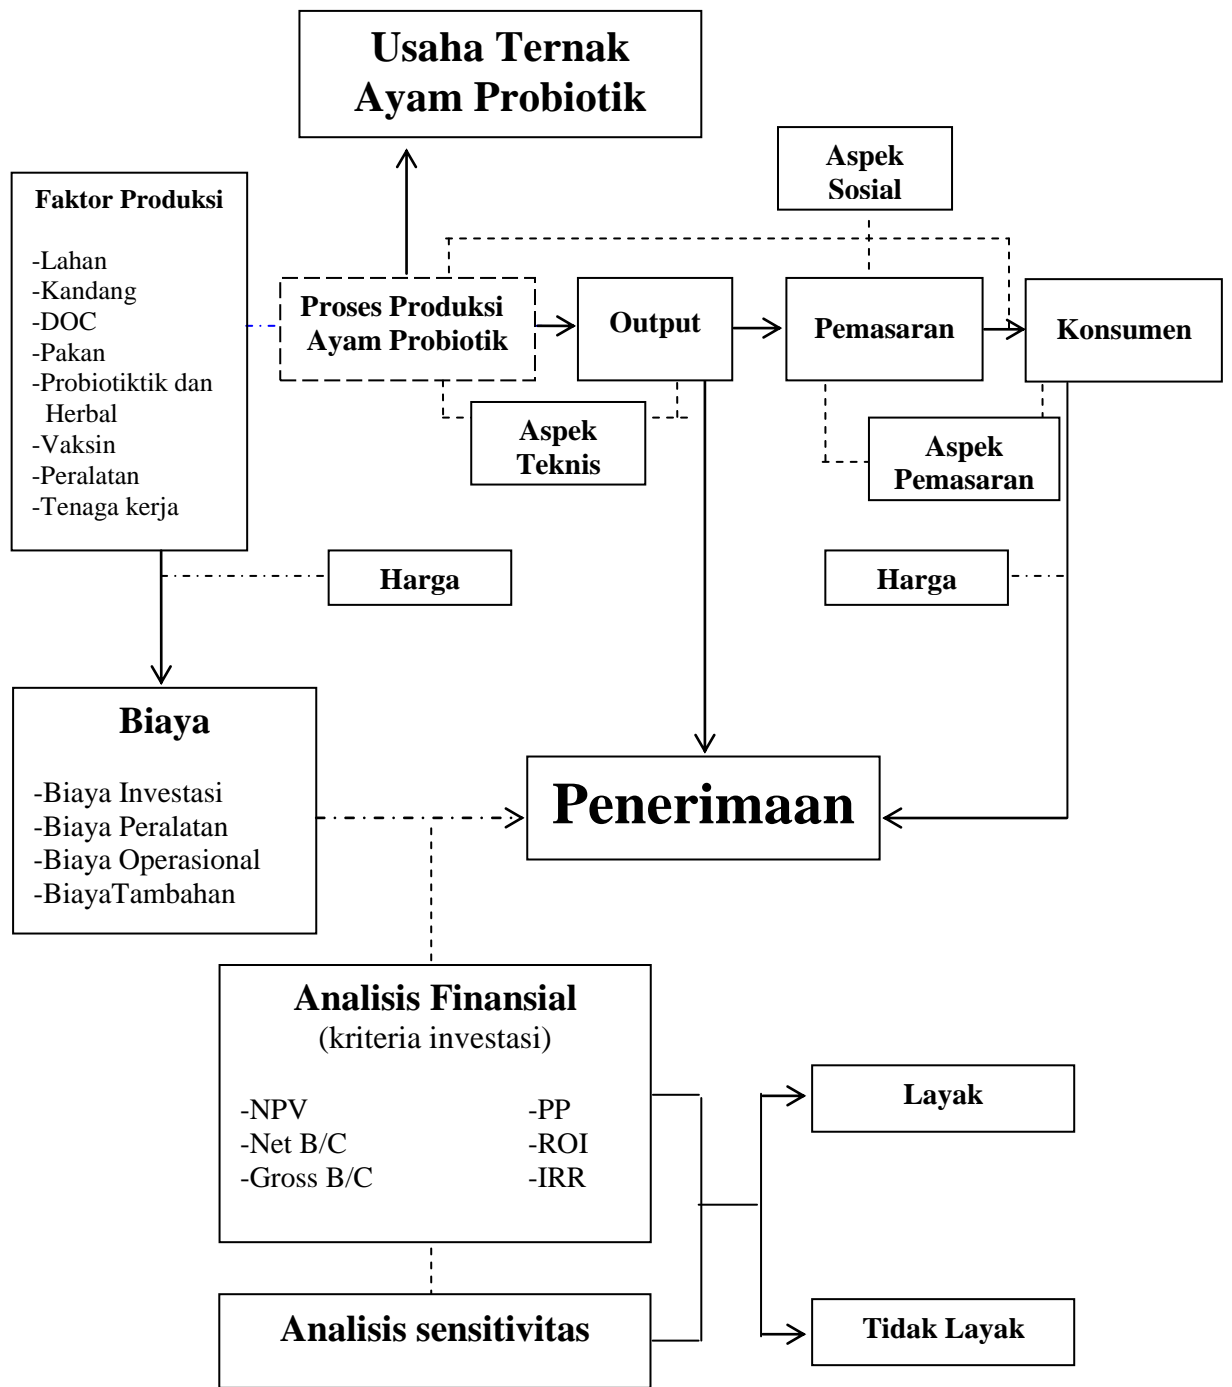 Usaha Ternak
Ayam Probiotik
Aspek
Sosial
Faktor Produksi
-Lahan
-Kandang
-DOC
-Pakan
-Probiotiktik dan
Herbal
-Vaksin
-Peralatan
-Tenaga kerja
Proses Produksi
Ayam Probiotik
Output
Pemasaran
Konsumen
Aspek
Teknis
Aspek
Pemasaran
Harga
Harga
Biaya
-Biaya Investasi
-Biaya Peralatan
-Biaya Operasional
-BiayaTambahan
Penerimaan
Analisis Finansial
(kriteria investasi)
-NPV
-Net B/C
-Gross B/C
-PP
-ROI
-IRR
Layak
Analisis sensitivitas
Tidak Layak